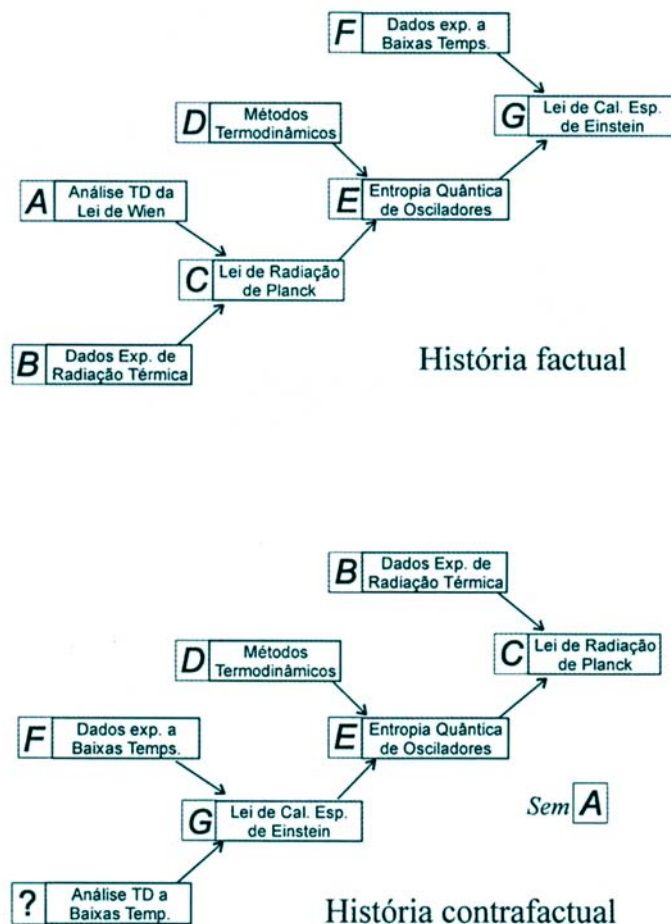 F
Dados exp. a
Baixas Temps.
G
Lei de Cal. Esp.
de Einstein
D
Métodos
Termodinâmicos
E
Entropia Quântica
de Osciladores
A
Análise TD da
Lei de Wien
C
Lei de Radiação
de Planck
B
Dados Exp. de
Radiação Térmica
História factual
B
Dados Exp. de
Radiação Térmica
C
Lei de Radiação
de Planck
D
Métodos
Termodinâmicos
E
Entropia Quântica
de Osciladores
F
Dados exp. a
Baixas Temps.
G
Lei de Cal. Esp.
de Einstein
Sem A
?
Análise TD a
Baixas Temp.
História contrafactual